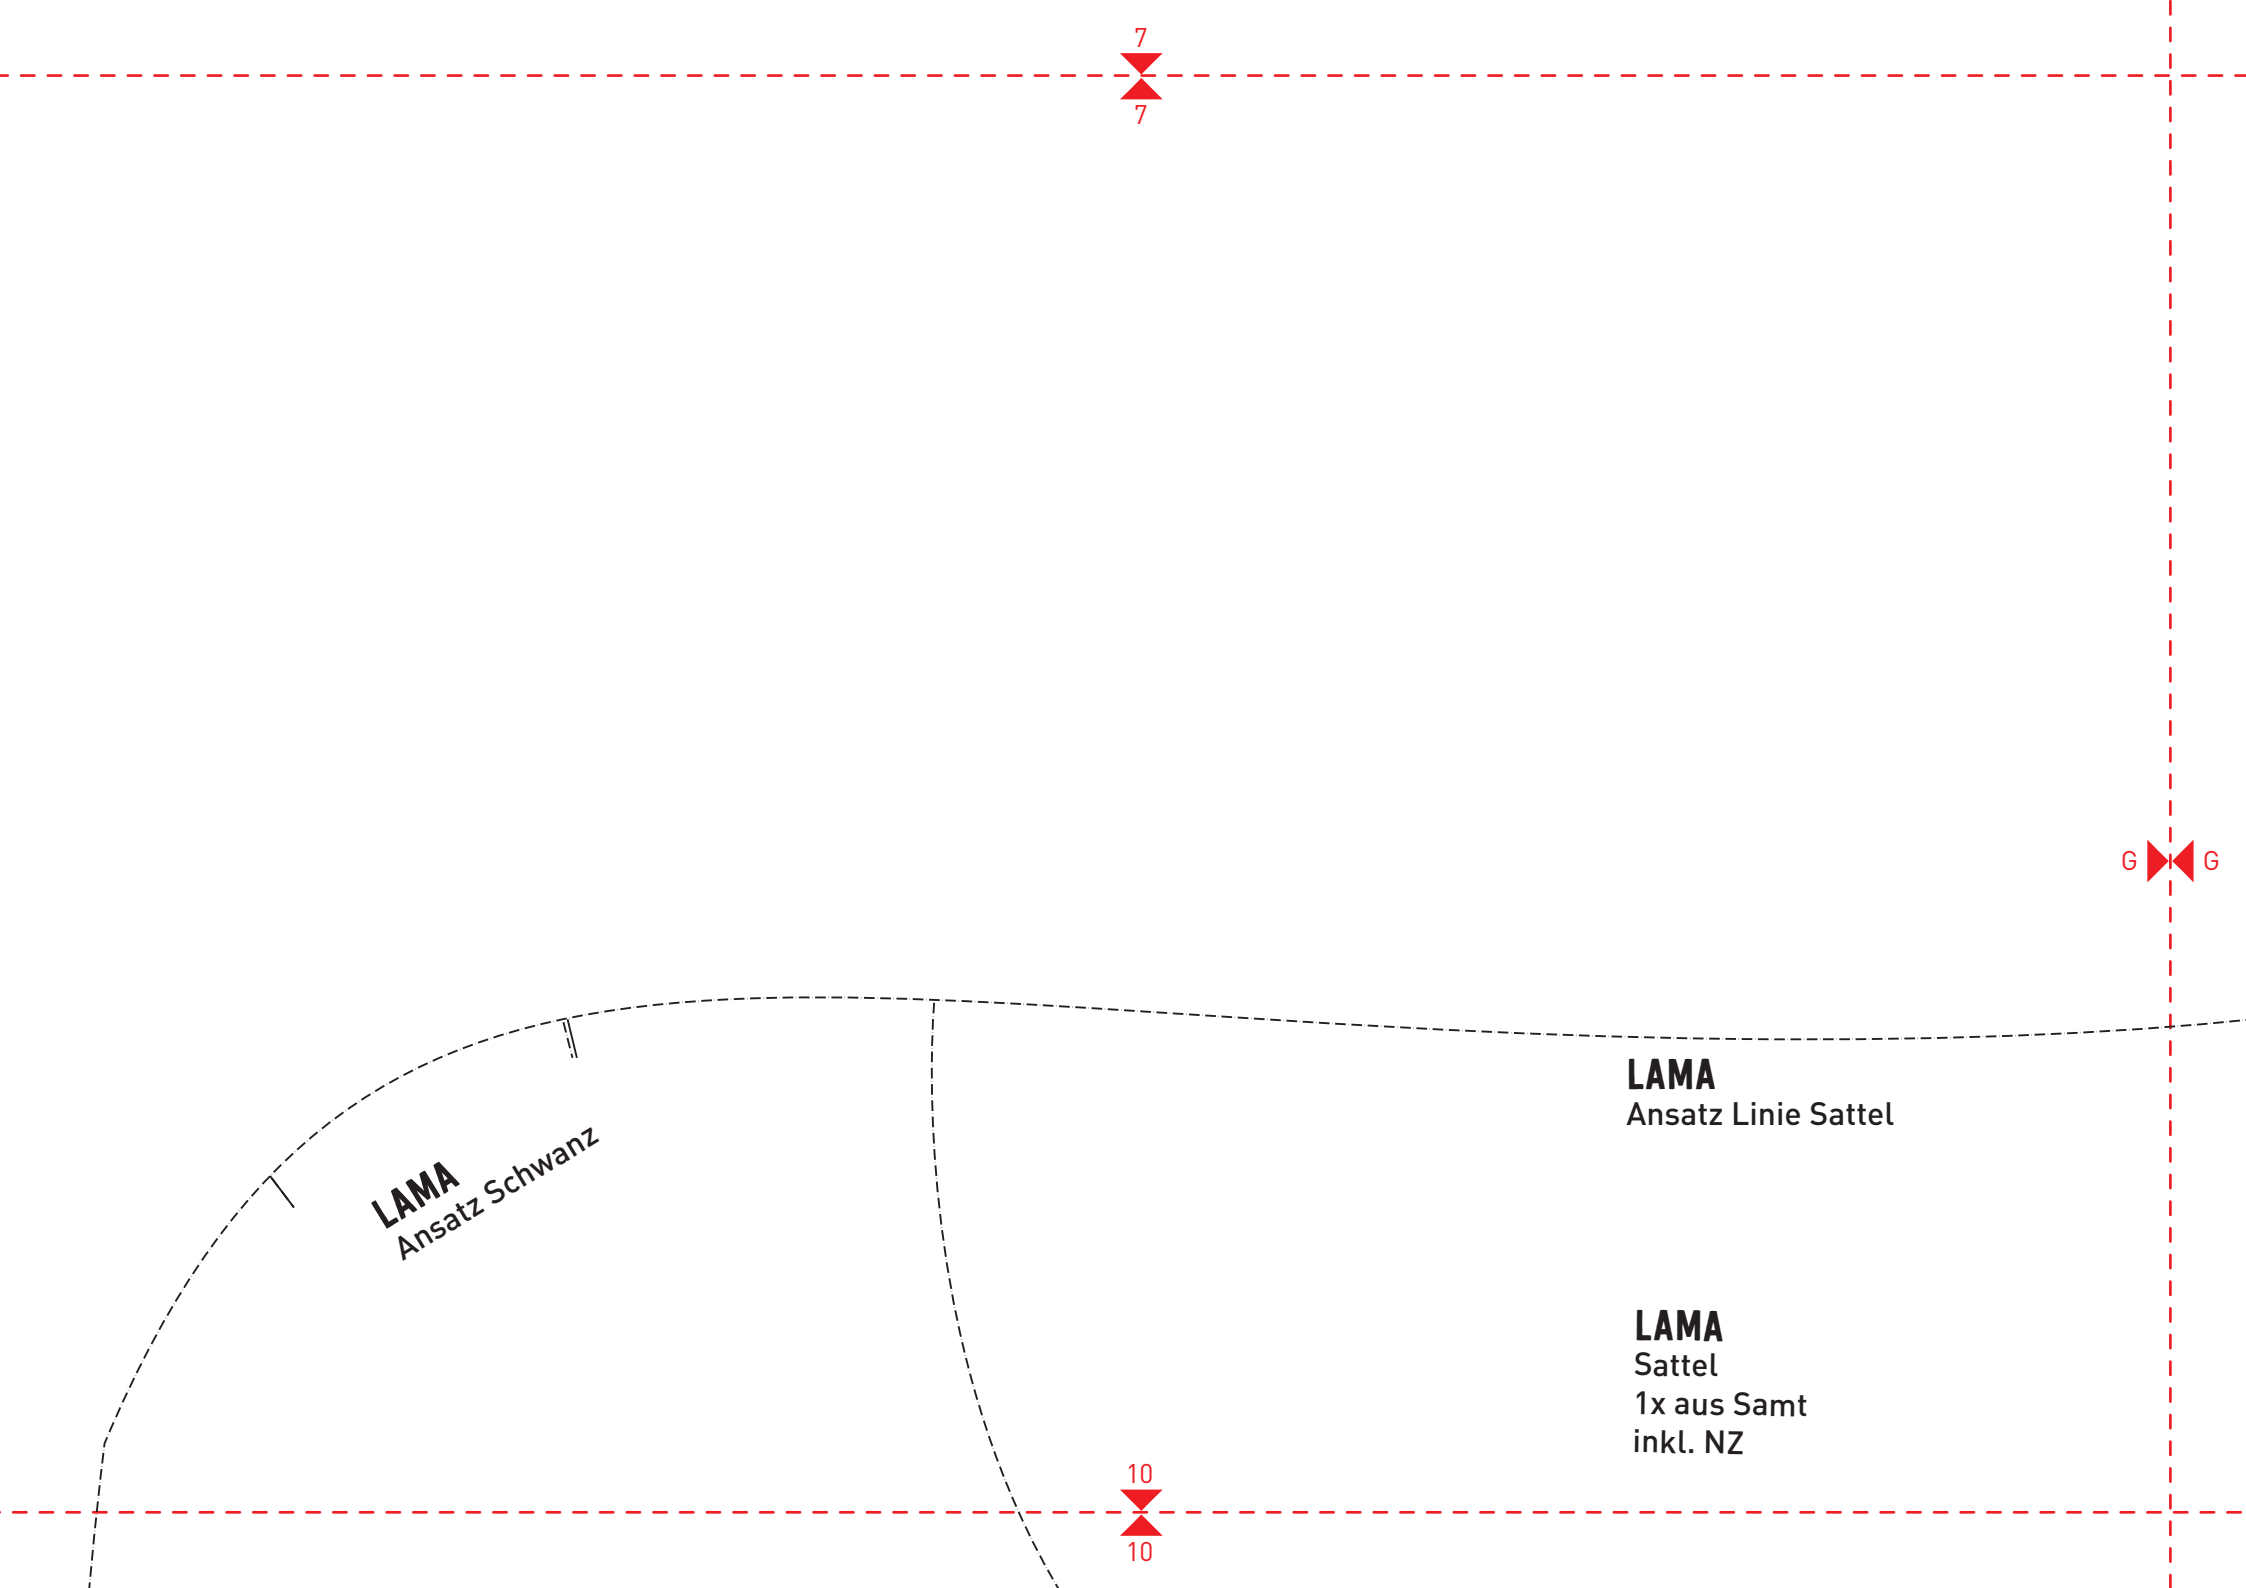 7
7
G G
LAMA
Ansatz Linie Sattel
LAMA
Ansatz Schwanz
LAMA
Sattel
1x aus Samt
inkl. NZ
10
10